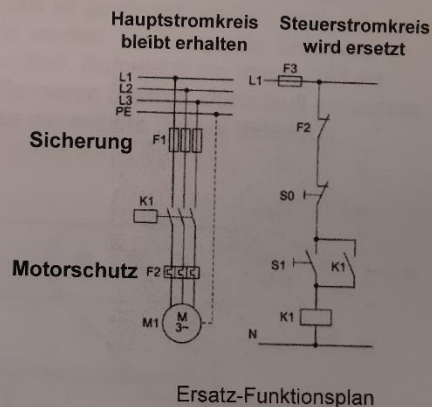 Hauptstromkreis
bleibt erhalten
Steuerstromkreis
wird ersetzt
L1
L2
L3
PE
Sicherung
F1
K1
Motorschutz
F2
M1
M
3~
L1
F3
F2
S0
S1
K1
K1
N
Ersatz-Funktionsplan